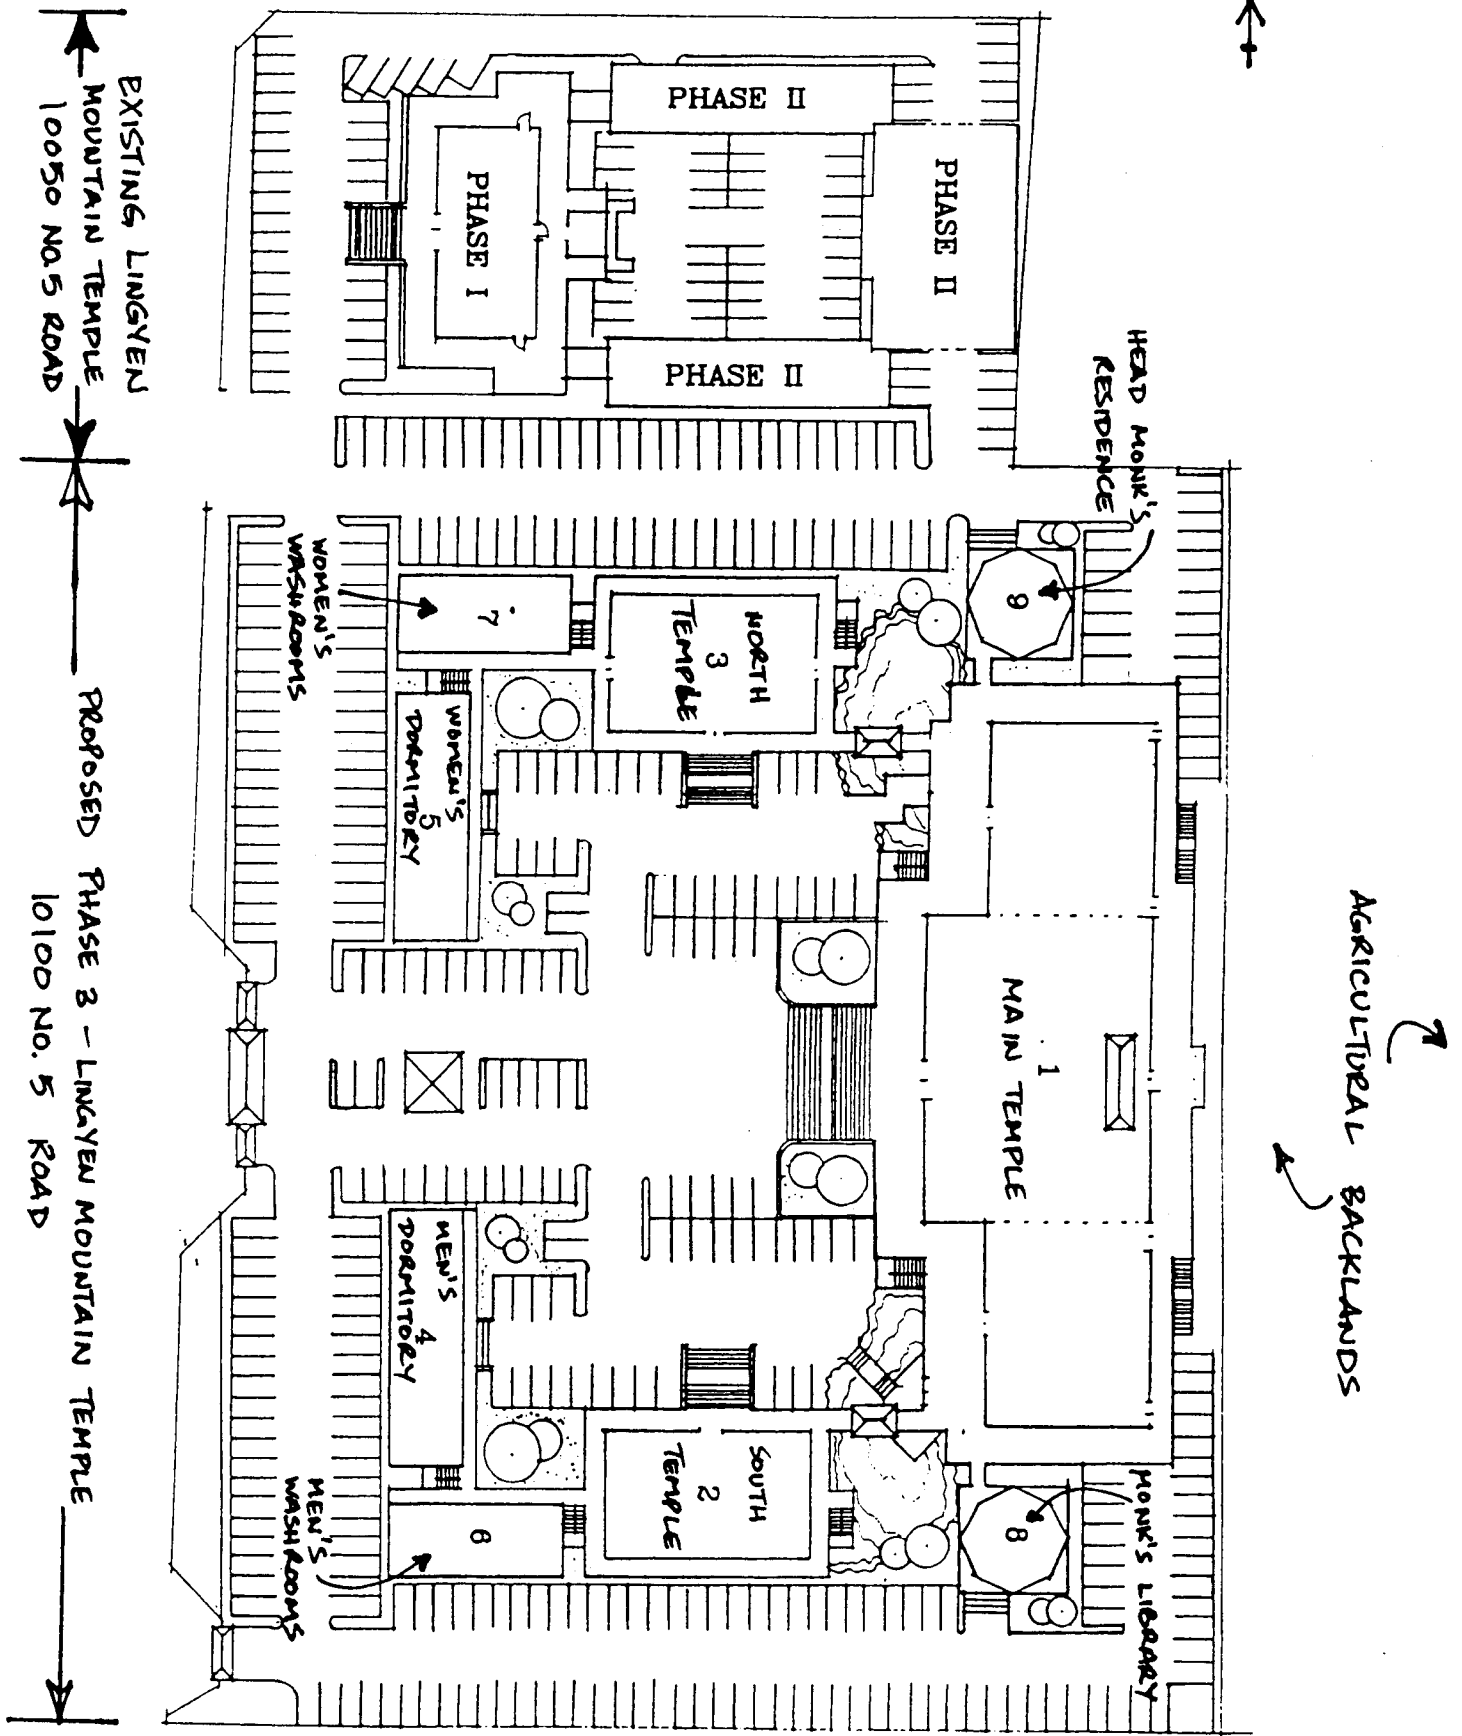 EXISTING LINGYEN
MOUNTAIN TEMPLE
10050 NO.5 ROAD
PHASE II
PHASE II
PHASE I
PHASE II
HEAD MONK'S
RESIDENCE
9
WOMEN'S
WASHROOMS
7
NORTH
3
TEMPLE
WOMEN'S
5
DORMITORY
AGRICULTURAL BACKLANDS
1
MAIN TEMPLE
PROPOSED PHASE 3 - LINGYEN MOUNTAIN TEMPLE
10100 NO. 5 ROAD
MEN'S
4
DORMITORY
SOUTH
2
TEMPLE
MEN'S
WASHROOMS
6
8
MONK'S LIBRARY